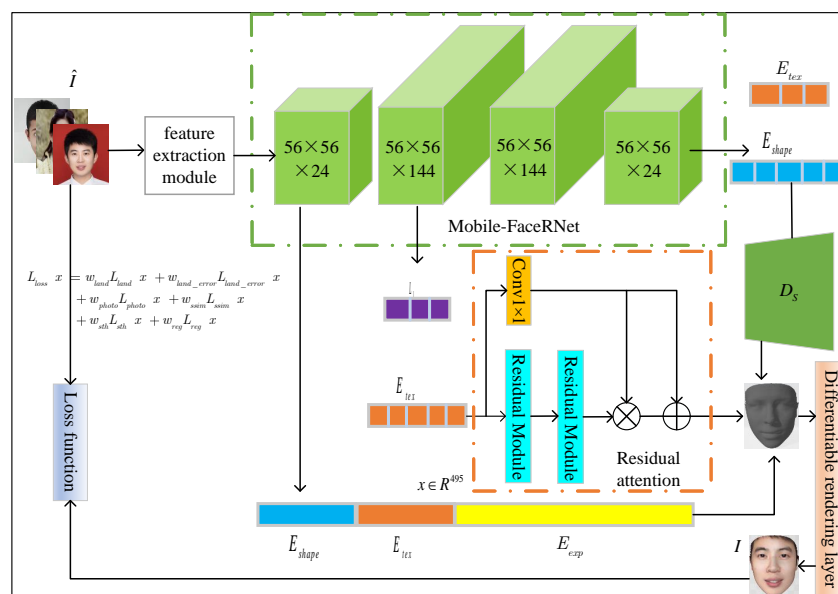 Î
feature
extraction
module
56×56
×24
56×56
×144
56×56
×144
56×56
×24
Mobile-FaceRNet
E_tex
E_shape
D_S
L_loss x = w_land L_land x + w_land_error L_land_error x
+ w_photo L_photo x + w_ssim L_ssim x
+ w_sth L_sth x + w_reg L_reg x
Conv1×1
E_tex
Residual Module
Residual Module
Residual
attention
Loss function
x ∈ R^495
E_shape
E_tex
E_exp
I
Differentiable rendering layer